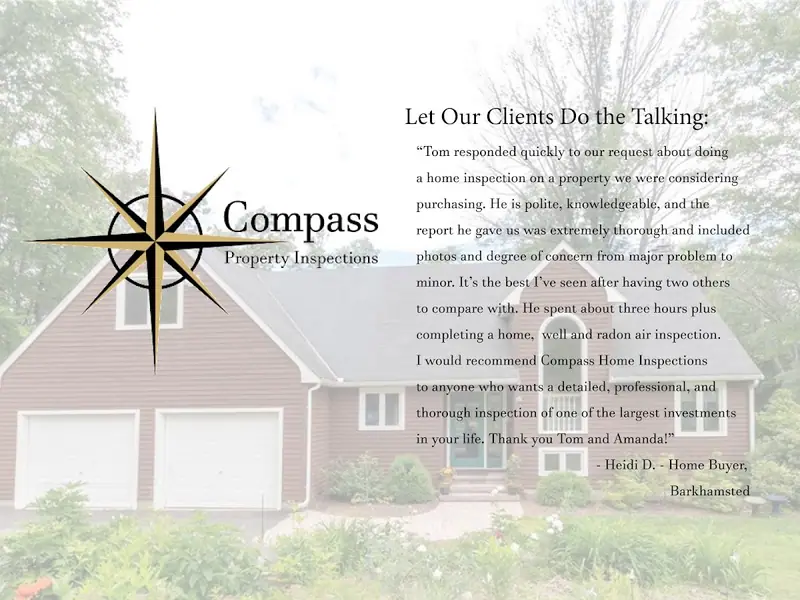 Compass
Property Inspections
Let Our Clients Do the Talking:
“Tom responded quickly to our request about doing
a home inspection on a property we were considering
purchasing. He is polite, knowledgeable, and the
report he gave us was extremely thorough and included
photos and degree of concern from major problem to
minor. It’s the best I’ve seen after having two others
to compare with. He spent about three hours plus
completing a home,  well and radon air inspection.
I would recommend Compass Home Inspections
to anyone who wants a detailed, professional, and
thorough inspection of one of the largest investments
in your life. Thank you Tom and Amanda!”
- Heidi D. - Home Buyer,
Barkhamsted